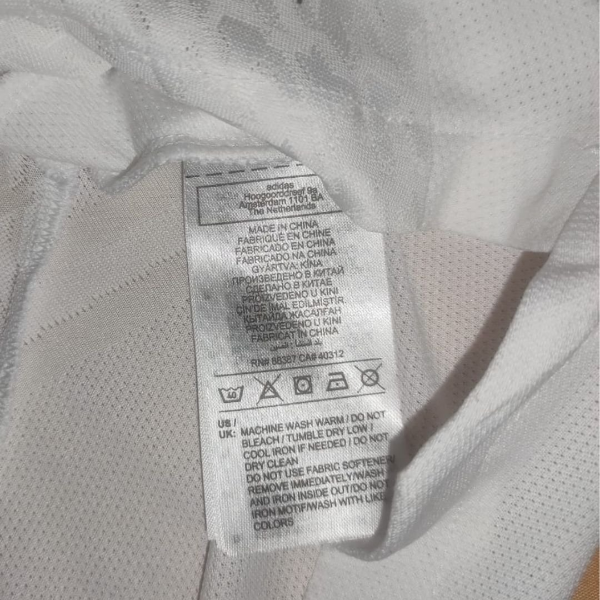 adidas
Hoogoorddreef 9a
Amsterdam 1101 BA
The Netherlands
MADE IN CHINA
FABRIQUÉ EN CHINE
FABRICADO EN CHINA
FABRICADO NA CHINA
GYÁRTVA: KÍNA
ПРОИЗВЕДЕНО В КИТАЙ
СДЕЛАНО В КИТАЕ
PROIZVEDENO U KINI
ÇİN'DE İMAL EDİLMİŞTİR
ҚЫТАЙДА ЖАСАЛҒАН
PROIZVEDENO U KINI
FABRICAT ÎN CHINA
RN# 88387 CA# 40312
40
US /
UK: MACHINE WASH WARM / DO NOT
BLEACH / TUMBLE DRY LOW /
COOL IRON IF NEEDED / DO NOT
DRY CLEAN
DO NOT USE FABRIC SOFTENER/
REMOVE IMMEDIATELY/WASH
AND IRON INSIDE OUT/DO NOT
IRON MOTIF/WASH WITH LIKE
COLORS